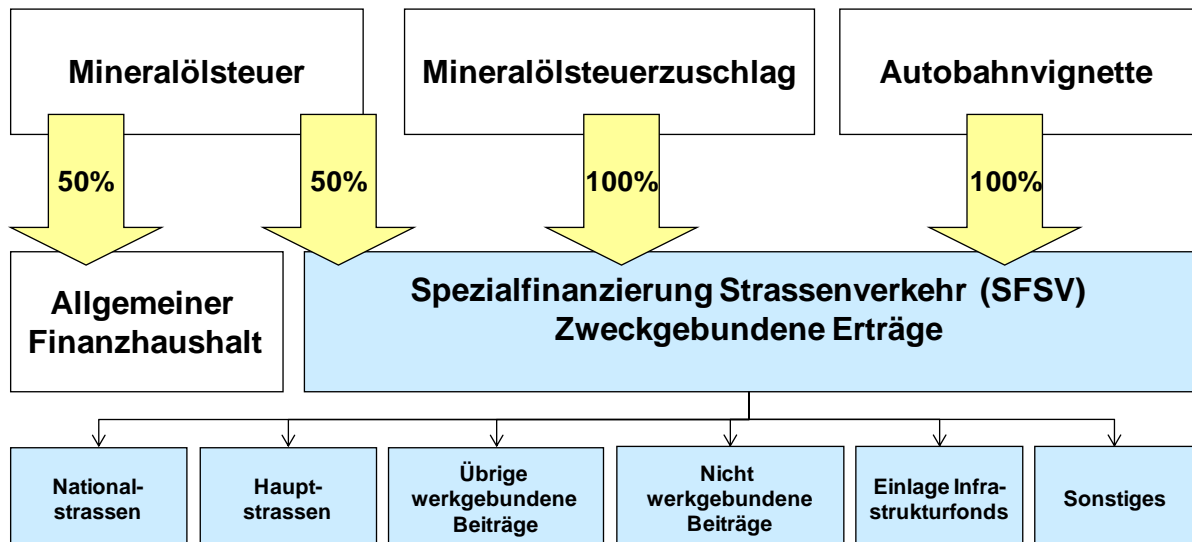 Mineralölsteuer
Mineralölsteuerzuschlag
Autobahnvignette
50%
50%
100%
100%
Allgemeiner
Finanzhaushalt
Spezialfinanzierung Strassenverkehr (SFSV)
Zweckgebundene Erträge
National-
strassen
Haupt-
strassen
Übrige
werkgebundene
Beiträge
Nicht
werkgebundene
Beiträge
Einlage Infra-
strukturfonds
Sonstiges